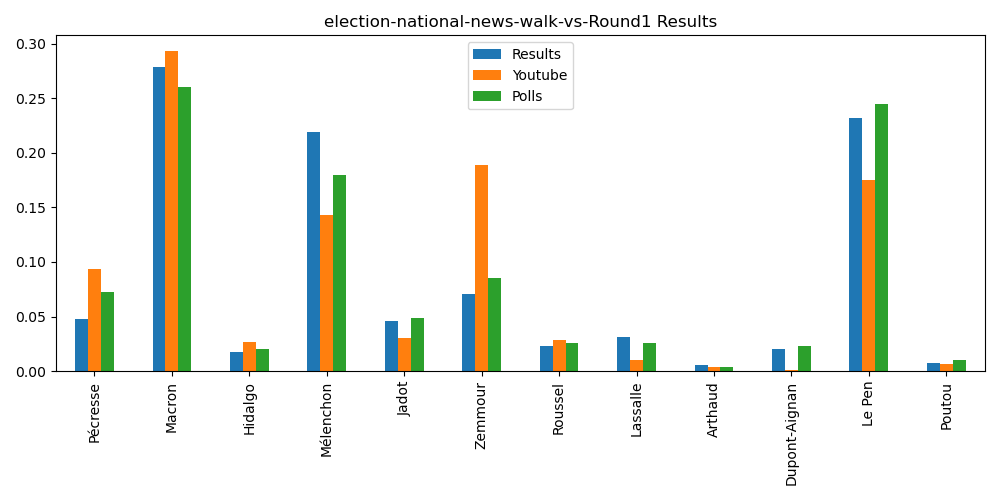 election-national-news-walk-vs-Round1 Results
Results
Youtube
Polls
0.30
0.25
0.20
0.15
0.10
0.05
0.00
Pécresse
Macron
Hidalgo
Mélenchon
Jadot
Zemmour
Roussel
Lassalle
Arthaud
Dupont-Aignan
Le Pen
Poutou